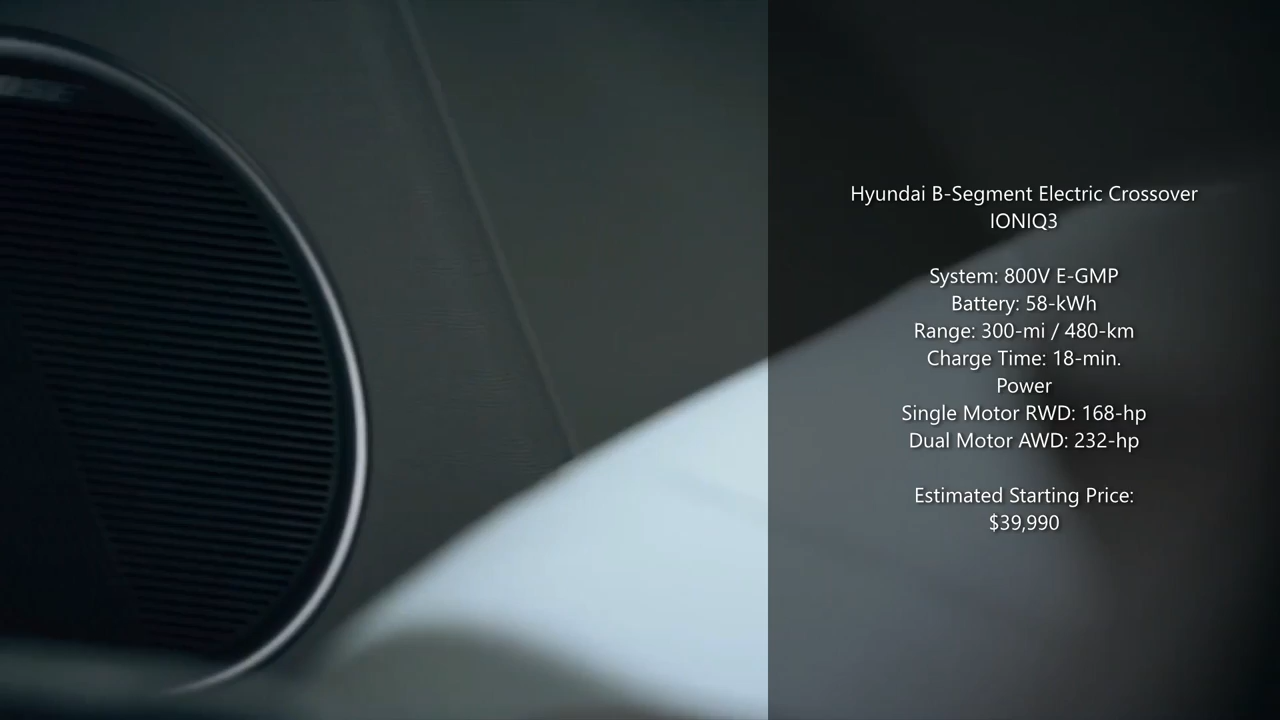 Hyundai B-Segment Electric Crossover
IONIQ3
System: 800V E-GMP
Battery: 58-kWh
Range: 300-mi / 480-km
Charge Time: 18-min.
Power
Single Motor RWD: 168-hp
Dual Motor AWD: 232-hp
Estimated Starting Price:
$39,990